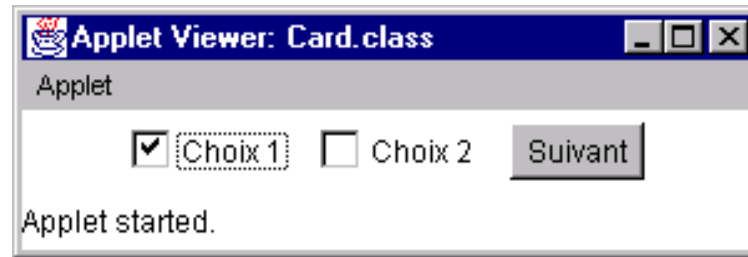 Applet Viewer: Card.class
Applet
Choix 1 Choix 2 Suivant
Applet started.